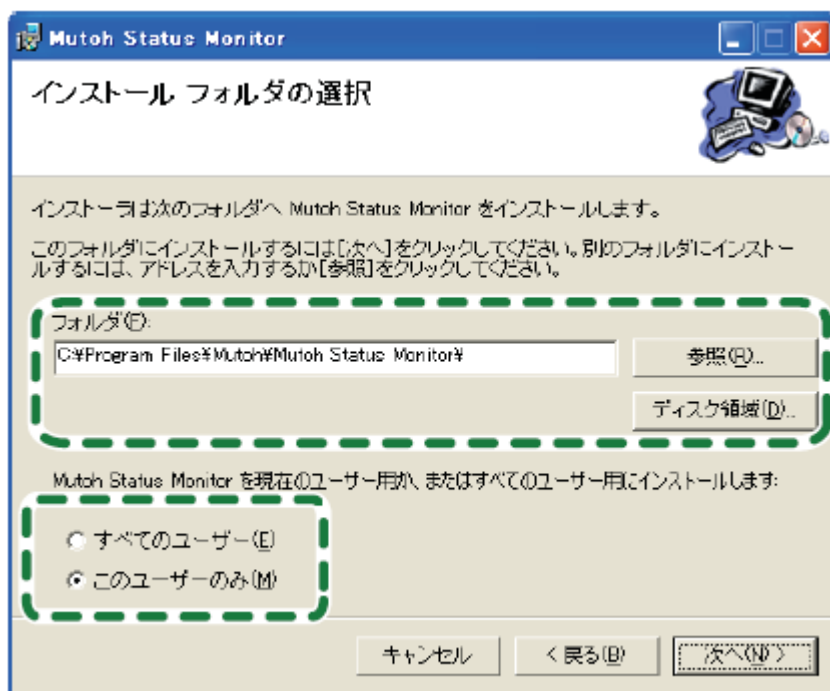 Mutoh Status Monitor
インストール フォルダの選択
インストーラは次のフォルダへ Mutoh Status Monitor をインストールします。
このフォルダにインストールするには[次へ]をクリックしてください。別のフォルダにインストー
ルするには、アドレスを入力するか[参照]をクリックしてください。
フォルダ(F):
C:¥Program Files¥Mutoh¥Mutoh Status Monitor¥
参照(R)...
ディスク領域(D)...
Mutoh Status Monitor を現在のユーザー用か、またはすべてのユーザー用にインストールします:
すべてのユーザー(E)
このユーザーのみ(M)
キャンセル
< 戻る(B)
次へ(N) >